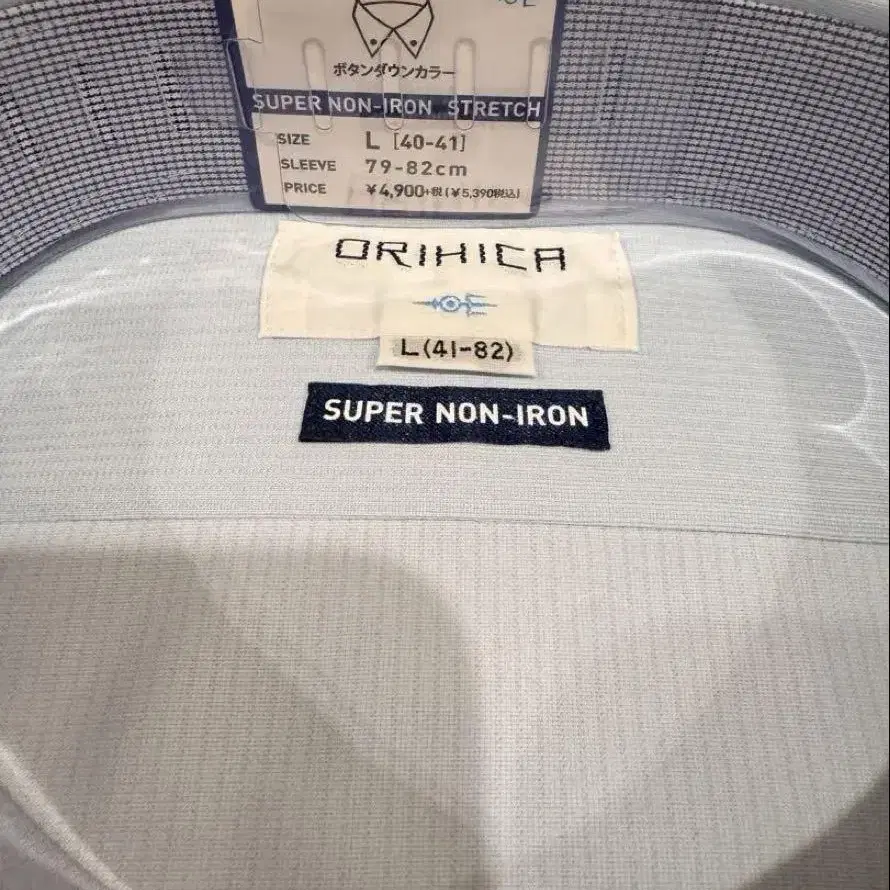 ボタンダウンカラー
SUPER NON-IRON STRETCH
SIZE L [40-41]
SLEEVE 79-82cm
PRICE ¥4,900+税(¥5,390税込)
ORIHICA
L(41-82)
SUPER NON-IRON